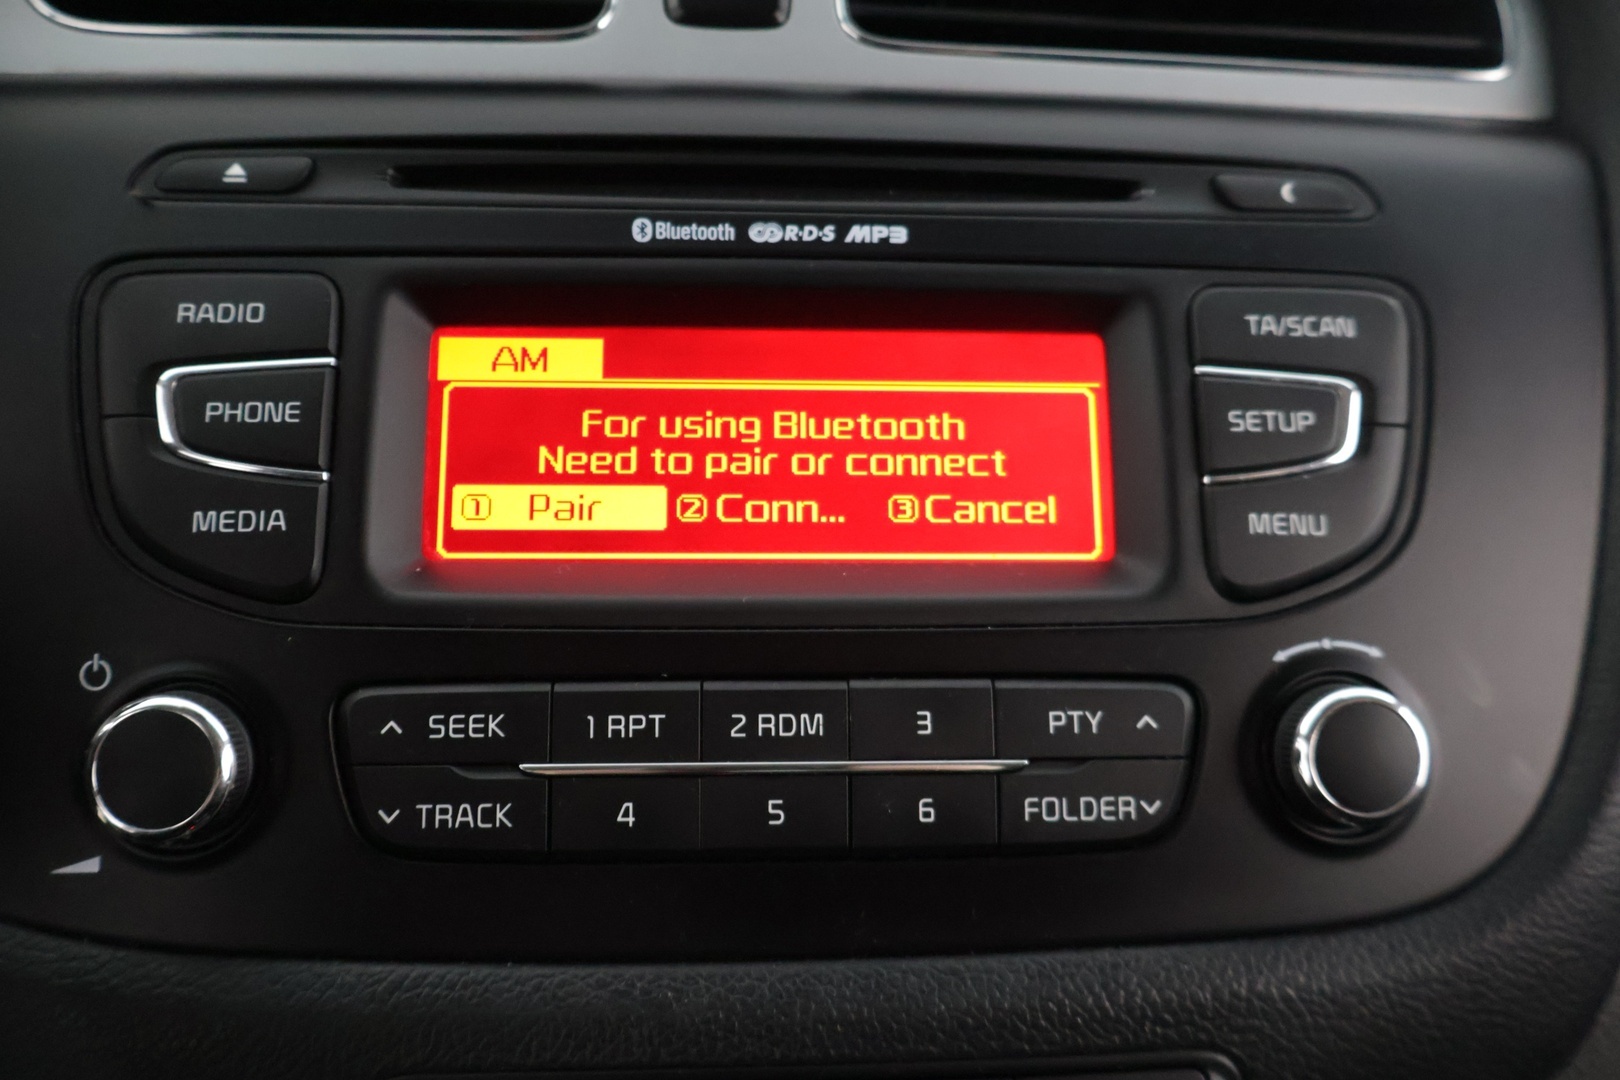 Bluetooth CD R·D·S MP3
RADIO
PHONE
MEDIA
AM
For using Bluetooth
Need to pair or connect
1 Pair 2 Conn... 3 Cancel
TA/SCAN
SETUP
MENU
SEEK 1 RPT 2 RDM 3 PTY
TRACK 4 5 6 FOLDER